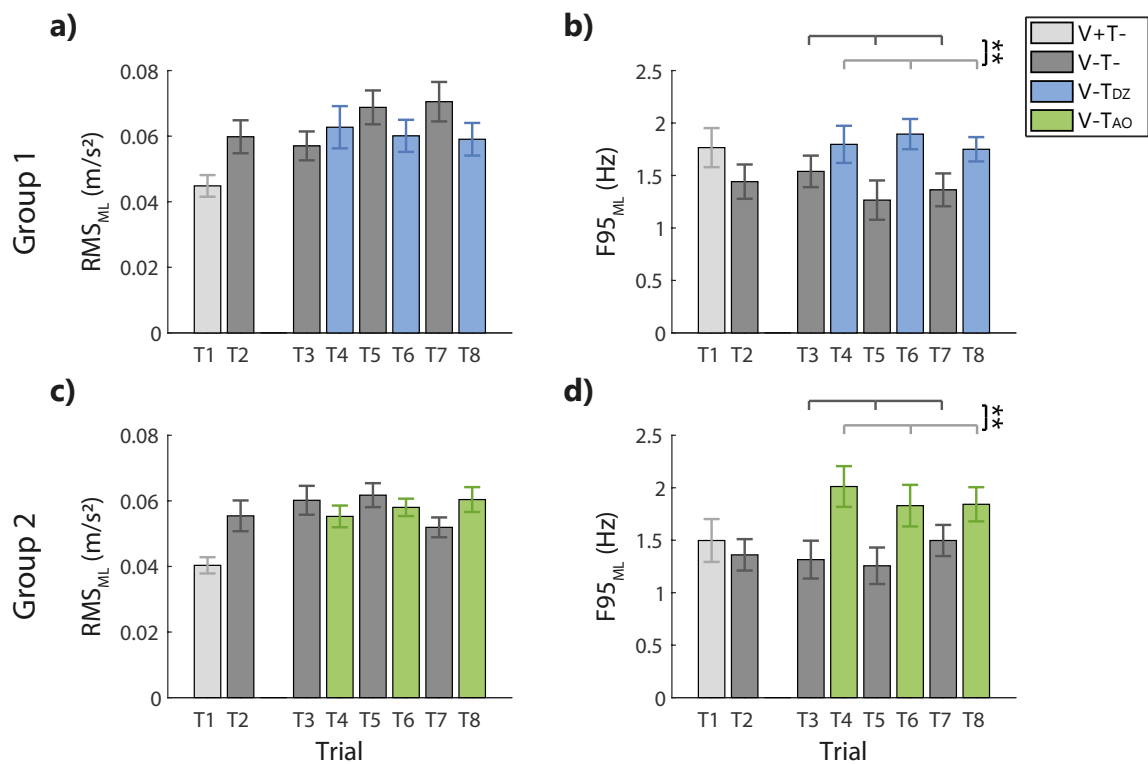 a)
b)
V+T-
V-T-
V-TDZ
V-TAO
**
Group 1
RMSML (m/s²)
0.08
0.06
0.04
0.02
0
T1 T2 T3 T4 T5 T6 T7 T8
F95ML (Hz)
2.5
2
1.5
1
0.5
0
T1 T2 T3 T4 T5 T6 T7 T8
c)
d)
**
Group 2
RMSML (m/s²)
0.08
0.06
0.04
0.02
0
T1 T2 T3 T4 T5 T6 T7 T8
Trial
F95ML (Hz)
2.5
2
1.5
1
0.5
0
T1 T2 T3 T4 T5 T6 T7 T8
Trial